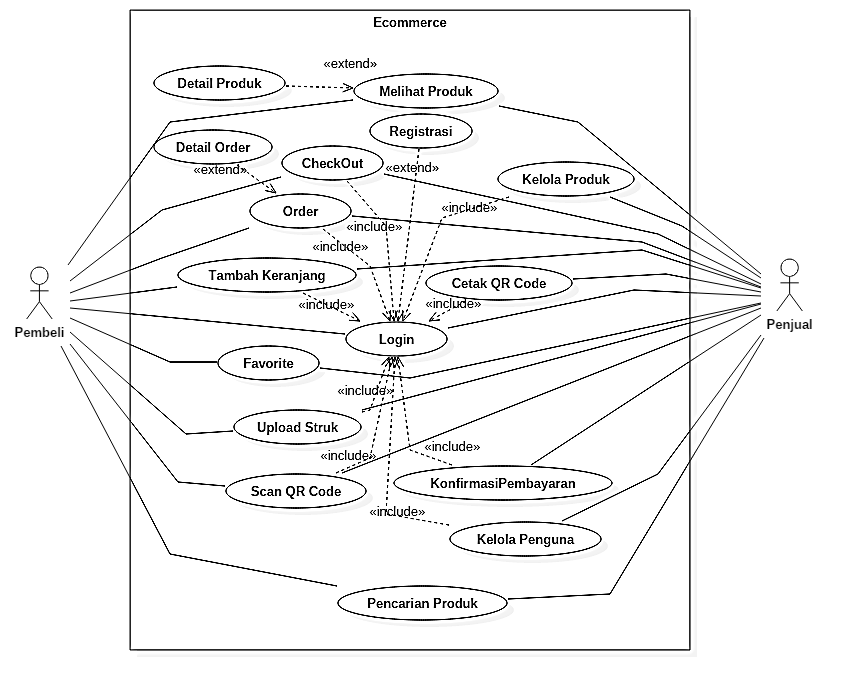 Ecommerce
«extend»
Detail Produk
Melihat Produk
Registrasi
Detail Order
CheckOut
«extend»
«extend»
Kelola Produk
Order
«include»
«include»
«include»
Tambah Keranjang
Cetak QR Code
«include»
«include»
Pembeli
Penjual
Login
Favorite
«include»
Upload Struk
«include»
«include»
Scan QR Code
KonfirmasiPembayaran
«include»
Kelola Penguna
Pencarian Produk